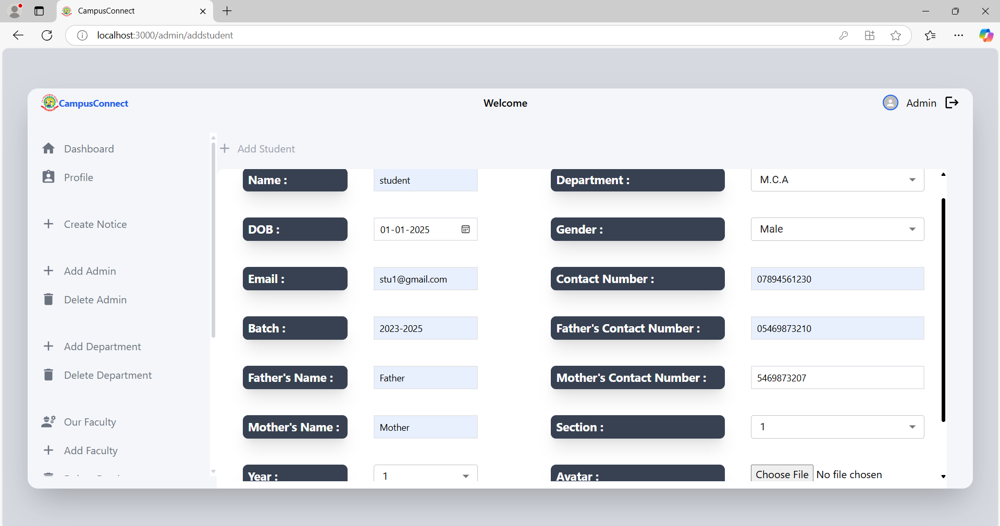 CampusConnect
localhost:3000/admin/addstudent
CampusConnect
Welcome
Admin
Dashboard
Profile
Create Notice
Add Admin
Delete Admin
Add Department
Delete Department
Our Faculty
Add Faculty
Add Student
Name :
student
Department :
M.C.A
DOB :
01-01-2025
Gender :
Male
Email :
stu1@gmail.com
Contact Number :
07894561230
Batch :
2023-2025
Father's Contact Number :
05469873210
Father's Name :
Father
Mother's Contact Number :
5469873207
Mother's Name :
Mother
Section :
1
Year :
1
Avatar :
Choose File No file chosen